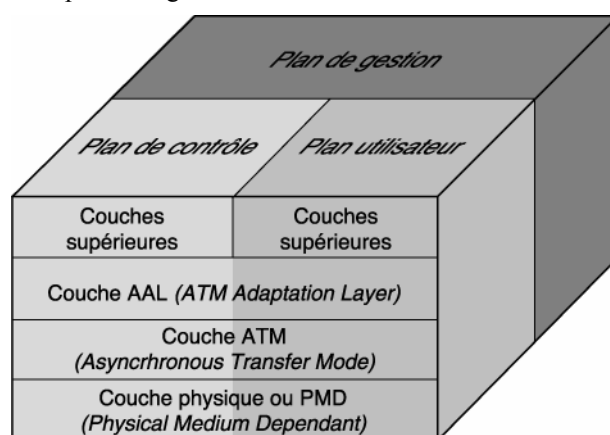 Plan de gestion
Plan de contrôle
Plan utilisateur
Couches
supérieures
Couches
supérieures
Couche AAL (ATM Adaptation Layer)
Couche ATM
(Asyncrhronous Transfer Mode)
Couche physique ou PMD
(Physical Medium Dependant)